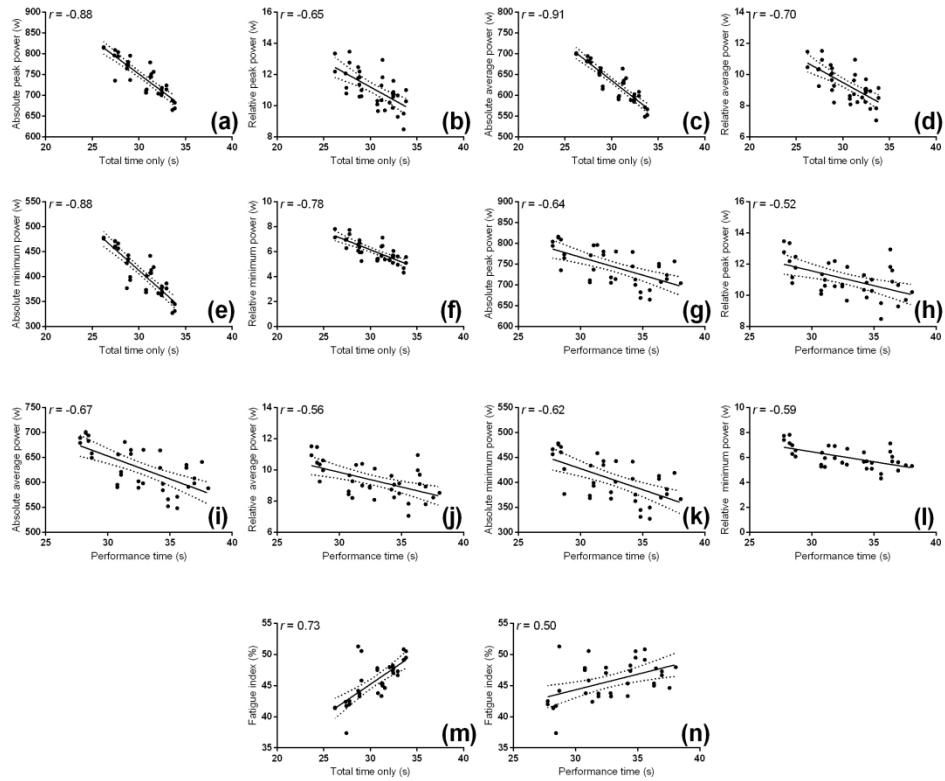 r = -0.88
Absolute peak power (w)
900
850
800
750
700
650
600
20 25 30 35 40
Total time only (s)
(a)
r = -0.65
Relative peak power (w)
16
14
12
10
8
20 25 30 35 40
Total time only (s)
(b)
r = -0.91
Absolute average power (w)
800
750
700
650
600
550
500
20 25 30 35 40
Total time only (s)
(c)
r = -0.70
Relative average power (w)
14
12
10
8
6
20 25 30 35 40
Total time only (s)
(d)
r = -0.88
Absolute minimum power (w)
550
500
450
400
350
300
20 25 30 35 40
Total time only (s)
(e)
r = -0.78
Relative minimum power (w)
10
8
6
4
2
0
20 25 30 35 40
Total time only (s)
(f)
r = -0.64
Absolute peak power (w)
900
850
800
750
700
650
600
25 30 35 40
Performance time (s)
(g)
r = -0.52
Relative peak power (w)
16
14
12
10
8
25 30 35 40
Performance time (s)
(h)
r = -0.67
Absolute average power (w)
750
700
650
600
550
500
25 30 35 40
Performance time (s)
(i)
r = -0.56
Relative average power (w)
14
12
10
8
6
25 30 35 40
Performance time (s)
(j)
r = -0.62
Absolute minimum power (w)
550
500
450
400
350
300
25 30 35 40
Performance time (s)
(k)
r = -0.59
Relative minimum power (w)
10
8
6
4
2
0
25 30 35 40
Performance time (s)
(l)
r = 0.73
Fatigue index (%)
55
50
45
40
35
20 25 30 35 40
Total time only (s)
(m)
r = 0.50
Fatigue index (%)
55
50
45
40
35
25 30 35 40
Performance time (s)
(n)